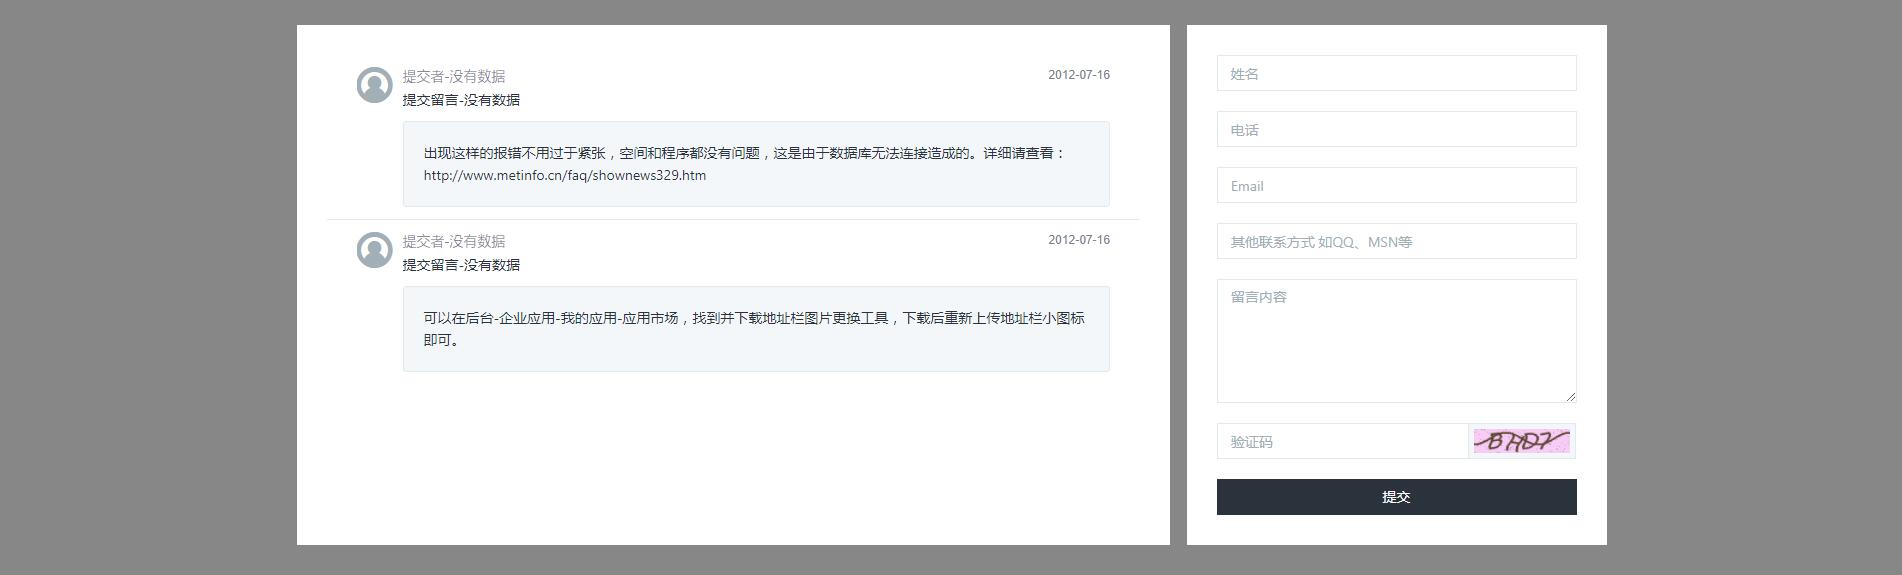 提交者-没有数据
2012-07-16
提交留言-没有数据
出现这样的报错不用过于紧张，空间和程序都没有问题，这是由于数据库无法连接造成的。详细请查看：
http://www.metinfo.cn/faq/shownews329.htm
提交者-没有数据
2012-07-16
提交留言-没有数据
可以在后台-企业应用-我的应用-应用市场，找到并下载地址栏图片更换工具，下载后重新上传地址栏小图标
即可。
姓名
电话
Email
其他联系方式 如QQ、MSN等
留言内容
验证码
提交